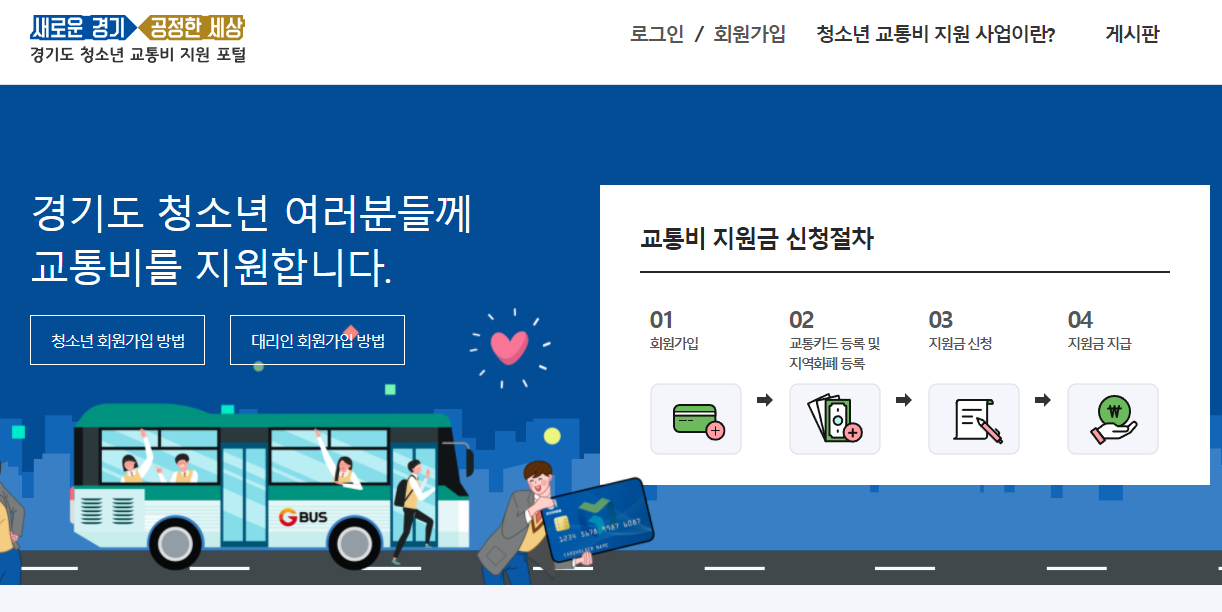 새로운 경기 공정한 세상
경기도 청소년 교통비 지원 포털
로그인 / 회원가입 청소년 교통비 지원 사업이란? 게시판
경기도 청소년 여러분들께
교통비를 지원합니다.
청소년 회원가입 방법 대리인 회원가입 방법
교통비 지원금 신청절차
01
회원가입
02
교통카드 등록 및
지역화폐 등록
03
지원금 신청
04
지원금 지급
G BUS
1234 5678 9987 6087
CARDHOLDER NAME